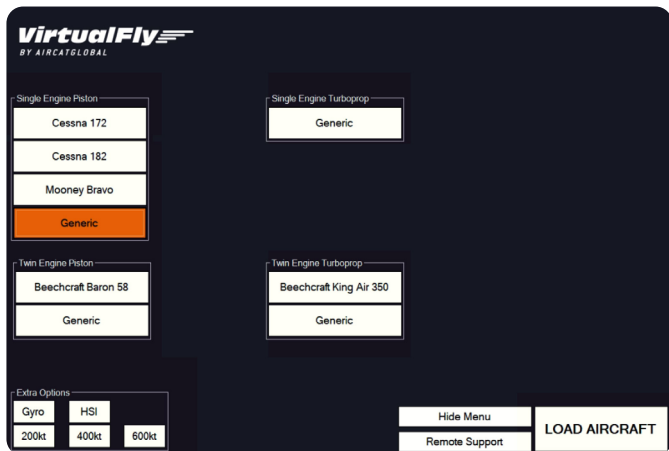 VirtualFly
BY AIRCATGLOBAL
Single Engine Piston
Cessna 172
Cessna 182
Mooney Bravo
Generic
Single Engine Turboprop
Generic
Twin Engine Piston
Beechcraft Baron 58
Generic
Twin Engine Turboprop
Beechcraft King Air 350
Generic
Extra Options
Gyro HSI
200kt 400kt 600kt
Hide Menu
Remote Support
LOAD AIRCRAFT